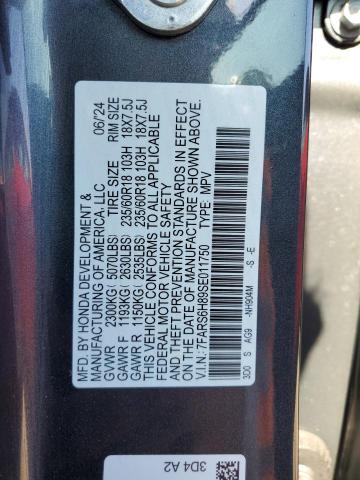 MFD. BY HONDA DEVELOPMENT &
MANUFACTURING OF AMERICA, LLC 06/24
GVWR 2300KG ( 5070LBS) TIRE SIZE RIM SIZE
GAWR F 1193KG ( 2630LBS) 235/60R18 103H 18X7.5J
GAWR R 1150KG ( 2535LBS) 235/60R18 103H 18X7.5J
THIS VEHICLE CONFORMS TO ALL APPLICABLE
FEDERAL MOTOR VEHICLE SAFETY
AND THEFT PREVENTION STANDARDS IN EFFECT
ON THE DATE OF MANUFACTURE SHOWN ABOVE.
V.I.N.: 7FARS6H89SE011750 TYPE: MPV
3D0 S AG9 -NH904M -S -E
3D4 A2